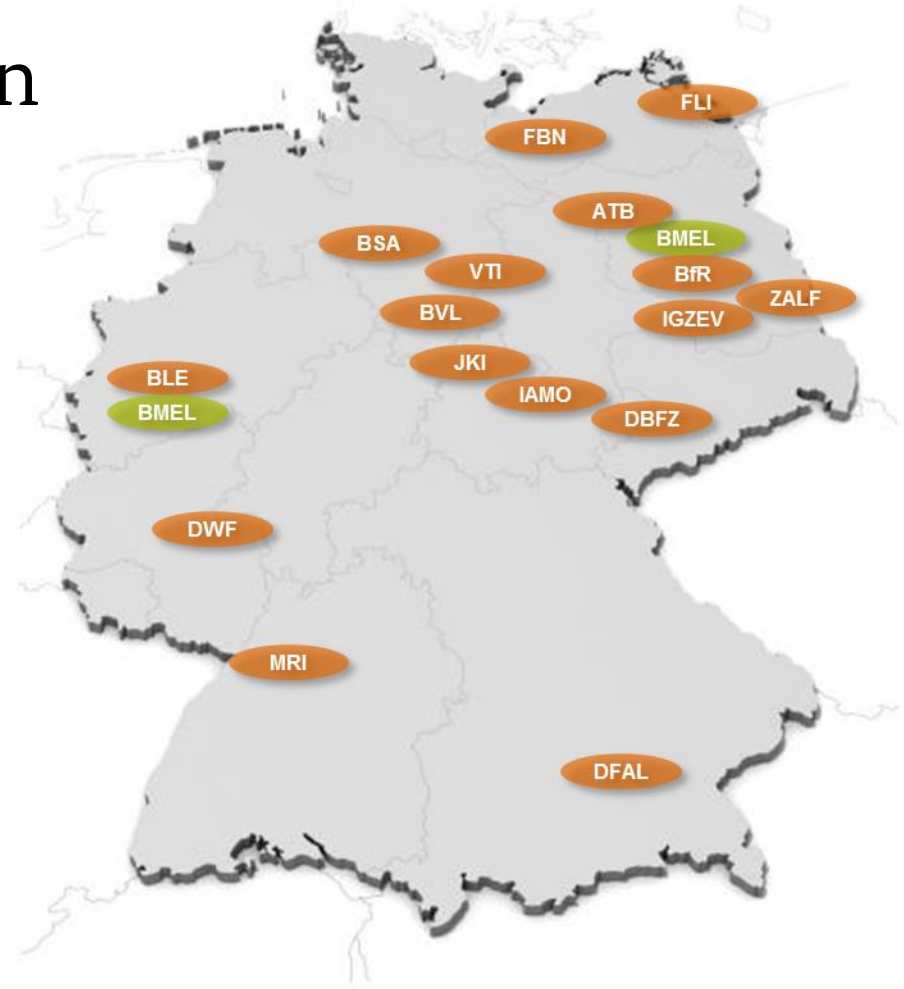 n
FLI
FBN
ATB
BMEL
BSA
VTI
BfR
ZALF
BVL
IGZEV
JKI
BLE
IAMO
BMEL
DBFZ
DWF
MRI
DFAL